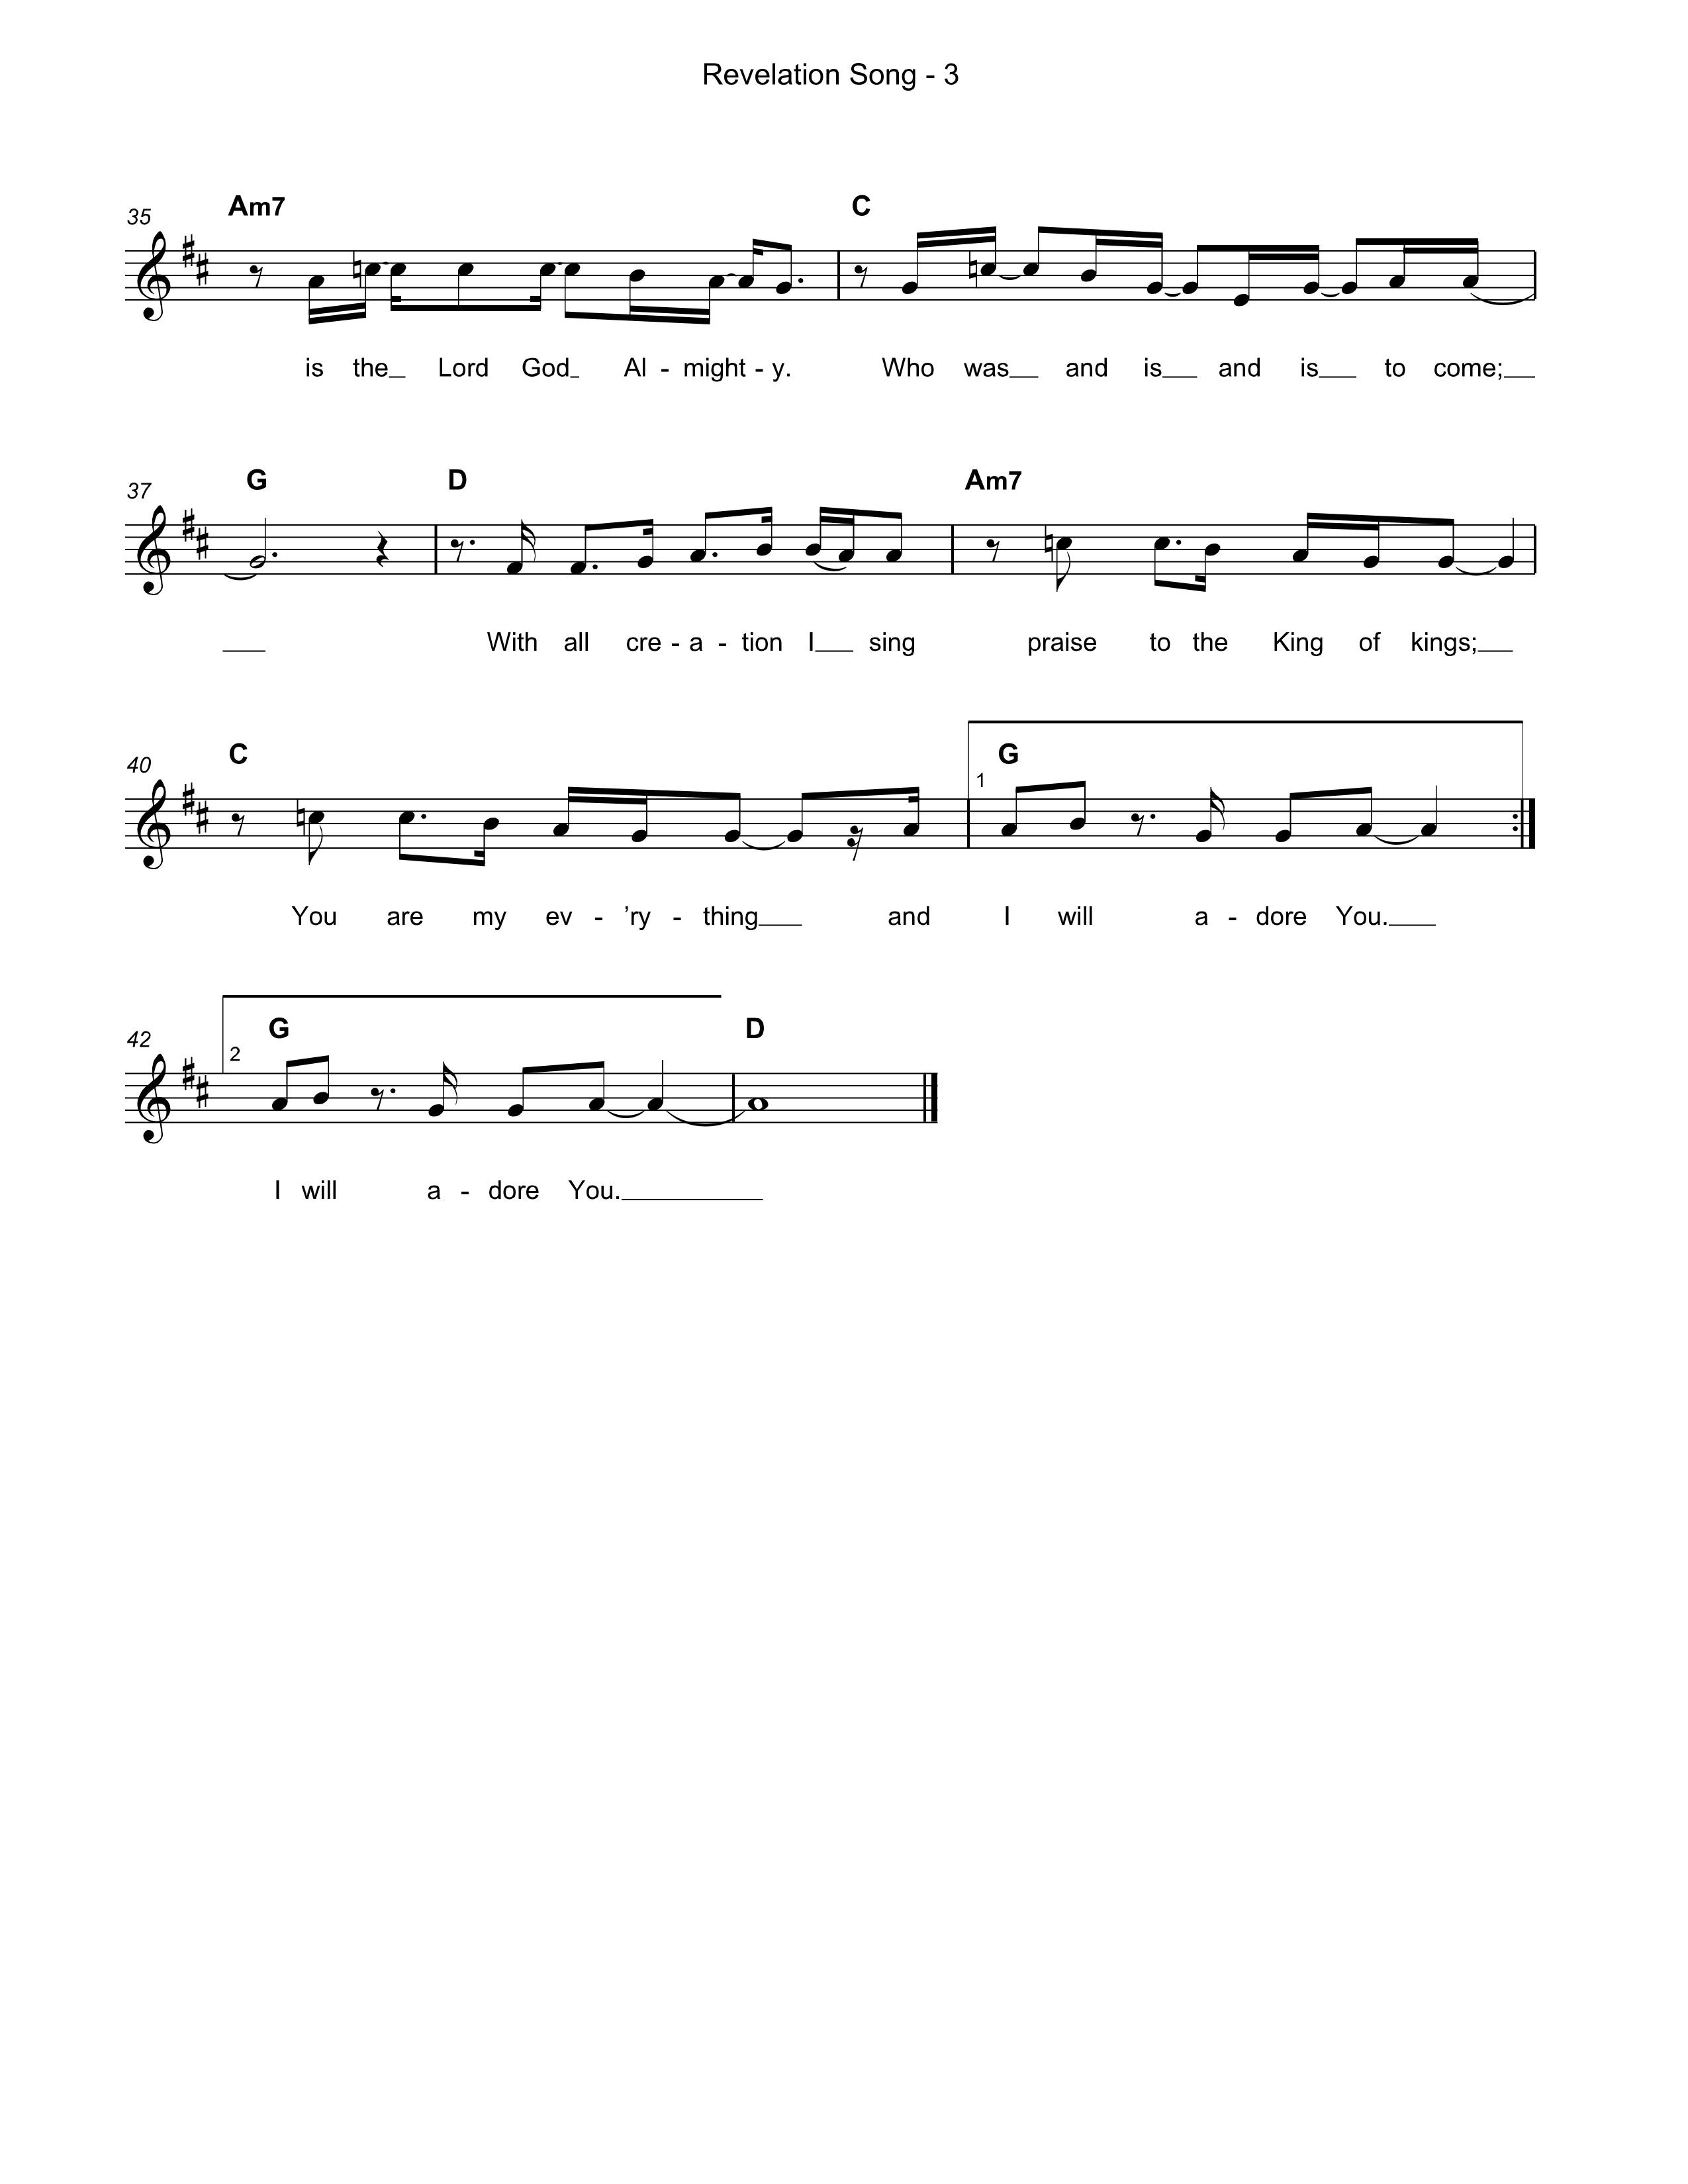 Revelation Song - 3
35 Am7 C
is the_ Lord God_ Al - might - y. Who was__ and is__ and is__ to come;__
37 G D Am7
__ With all cre - a - tion I__ sing praise to the King of kings;__
40 C 1 G
You are my ev - ’ry - thing__ and I will a - dore You.__
42 2 G D
I will a - dore You.______